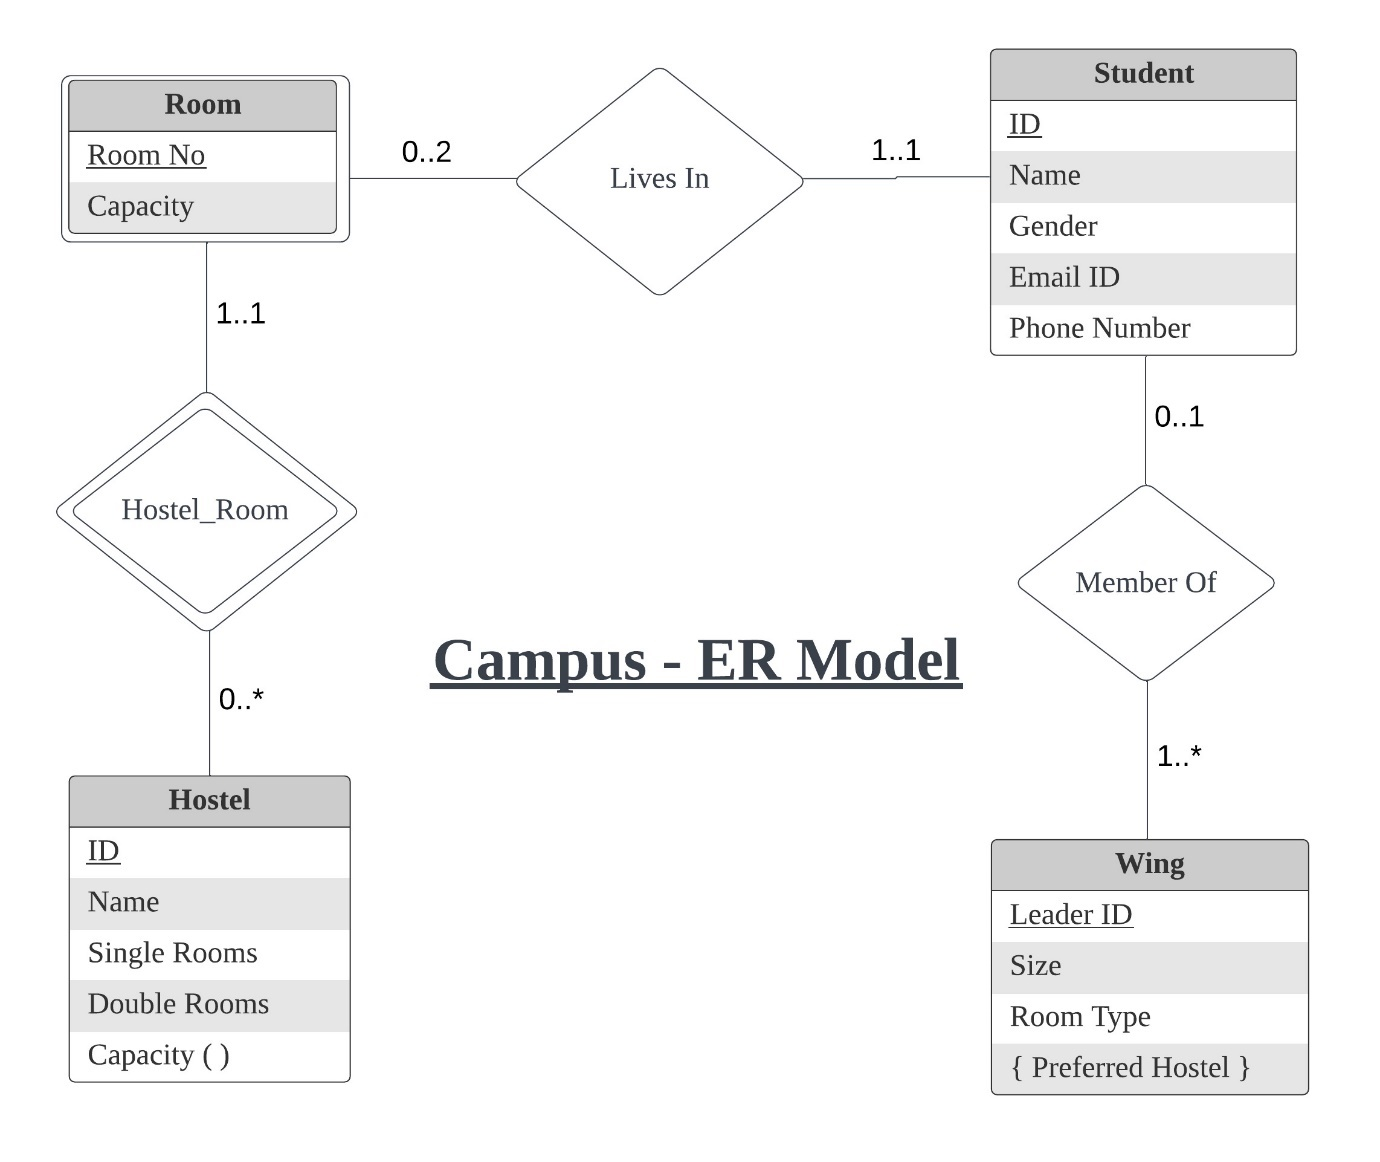 Room
Room No
Capacity
0..2
Lives In
1..1
Student
ID
Name
Gender
Email ID
Phone Number
1..1
Hostel_Room
0..*
0..1
Member Of
1..*
Campus - ER Model
Hostel
ID
Name
Single Rooms
Double Rooms
Capacity ( )
Wing
Leader ID
Size
Room Type
{ Preferred Hostel }